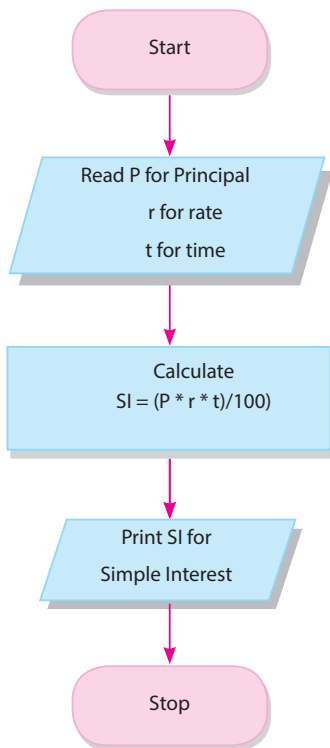 Start
Read P for Principal
r for rate
t for time
Calculate
SI = (P * r * t)/100)
Print SI for
Simple Interest
Stop